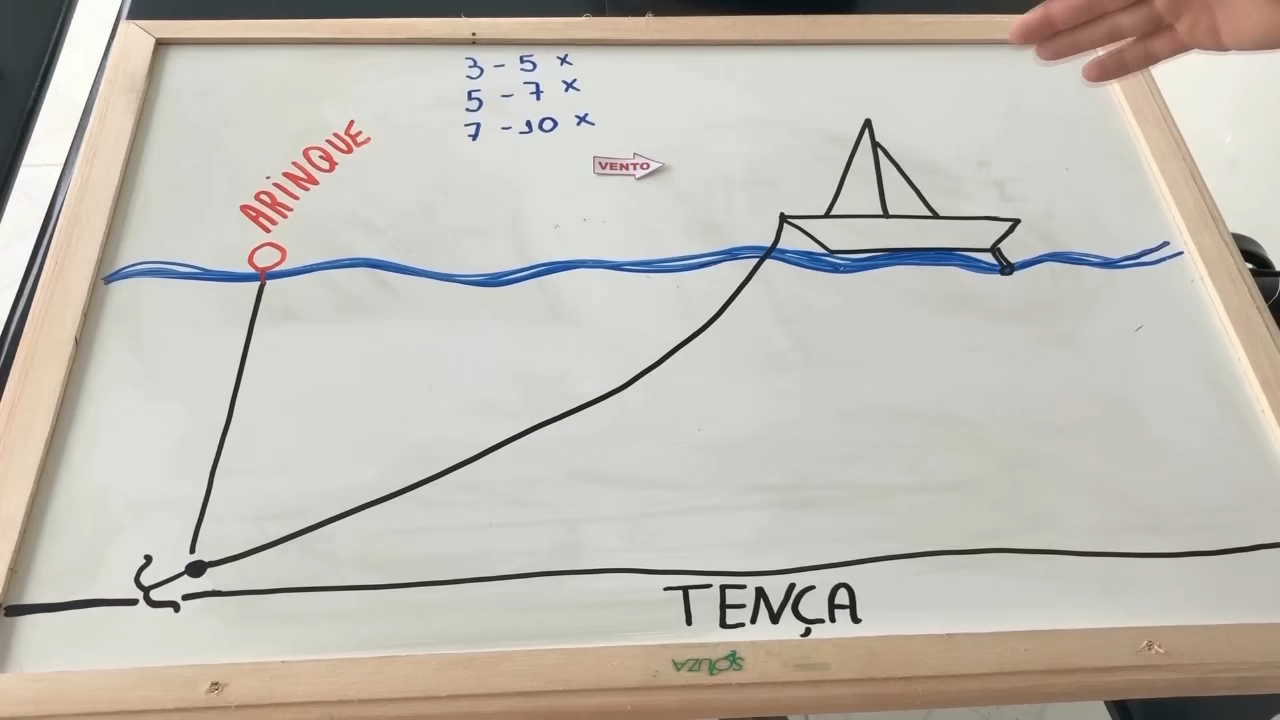 3 - 5 x
5 - 7 x
7 - 10 x
ARINQUE
VENTO
TENÇA
SOUZA